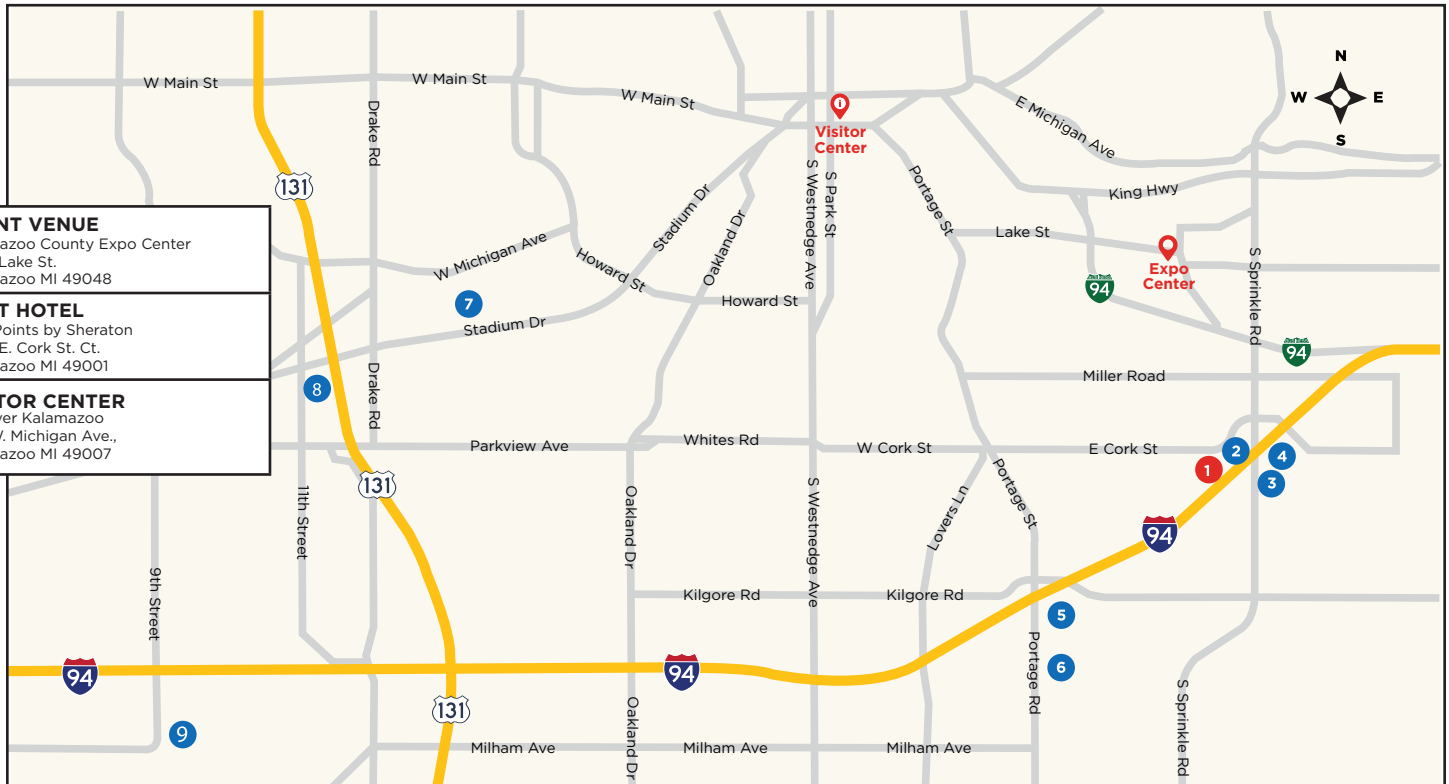 N
W E
S
W Main St
W Main St
W Main St
E Michigan Ave
i
Visitor
Center
Drake Rd
131
S Westnedge Ave
S Park St
Portage St
King Hwy
Stadium Dr
Oakland Dr
Lake St
Expo
Center
W Michigan Ave
Howard St
Howard St
S Sprinkle Rd
94
94
NT VENUE
azoo County Expo Center
Lake St.
azoo MI 49048
T HOTEL
Points by Sheraton
E. Cork St. Ct.
azoo MI 49001
TOR CENTER
ver Kalamazoo
W. Michigan Ave.,
azoo MI 49007
7
Stadium Dr
8
Drake Rd
Miller Road
Parkview Ave
Whites Rd
W Cork St
E Cork St
1
2
4
3
131
11th Street
Oakland Dr
S Westnedge Ave
Lovers Ln
Portage St
94
9th Street
Kilgore Rd
Kilgore Rd
5
6
Portage Rd
94
94
131
9
Oakland Dr
S Sprinkle Rd
Milham Ave
Milham Ave
Milham Ave